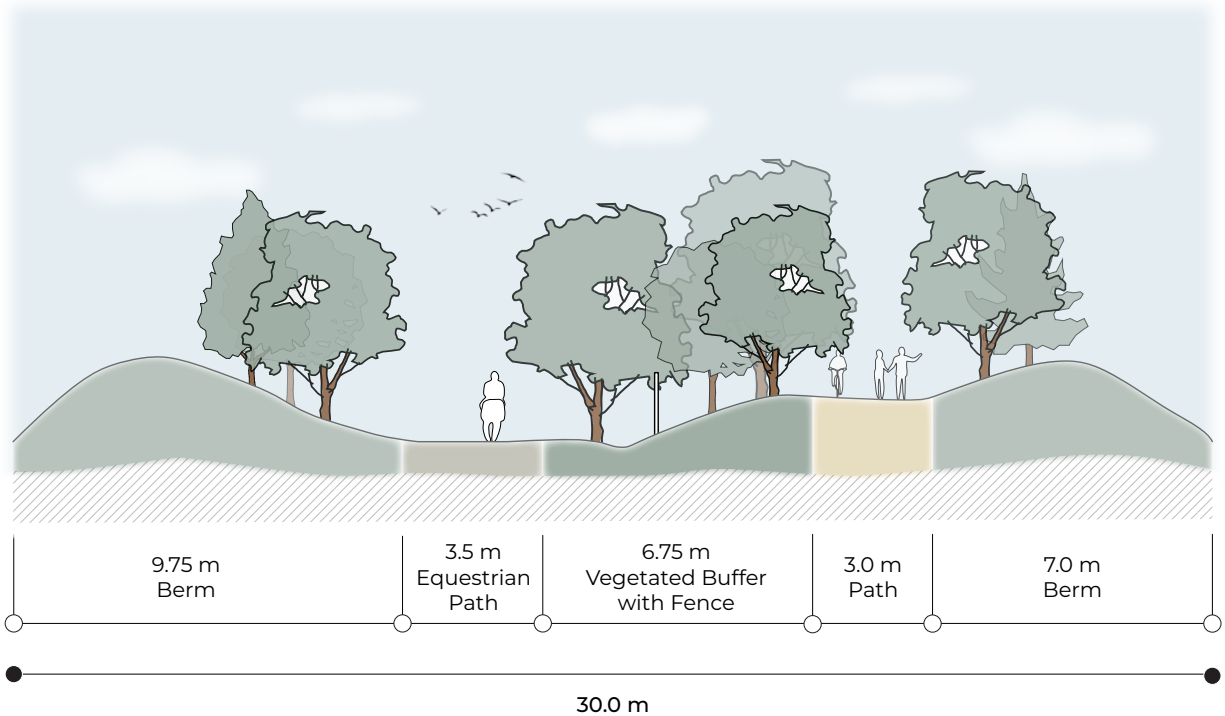 9.75 m
Berm
3.5 m
Equestrian
Path
6.75 m
Vegetated Buffer
with Fence
3.0 m
Path
7.0 m
Berm
30.0 m